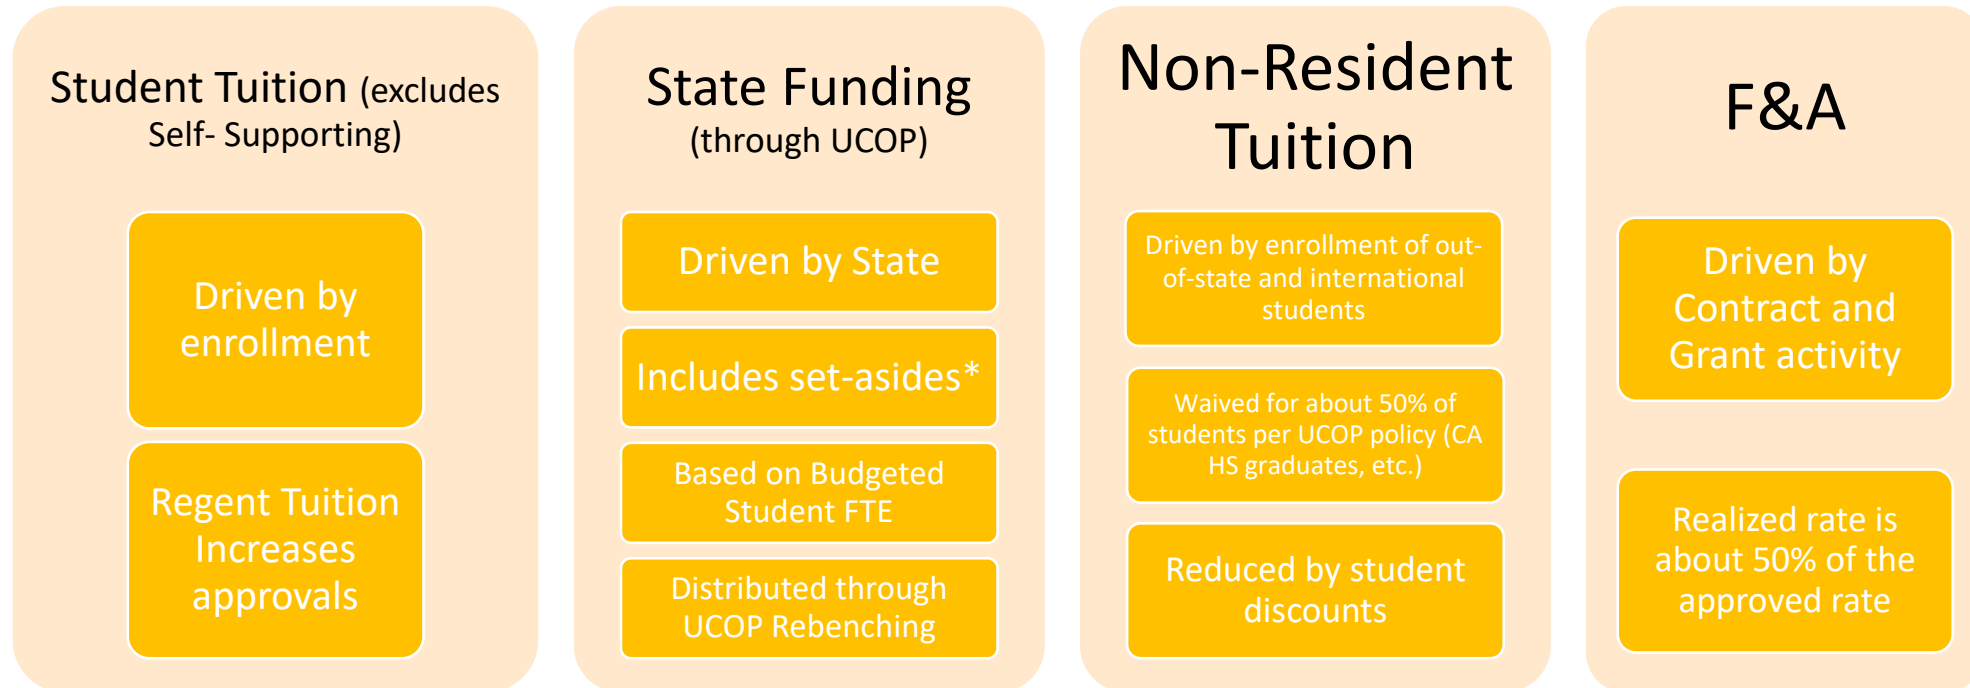 Student Tuition (excludes
Self- Supporting)
Driven by
enrollment
Regent Tuition
Increases
approvals
State Funding
(through UCOP)
Driven by State
Includes set-asides*
Based on Budgeted
Student FTE
Distributed through
UCOP Rebenching
Non-Resident
Tuition
Driven by enrollment of out-
of-state and international
students
Waived for about 50% of
students per UCOP policy (CA
HS graduates, etc.)
Reduced by student
discounts
F&A
Driven by
Contract and
Grant activity
Realized rate is
about 50% of the
approved rate